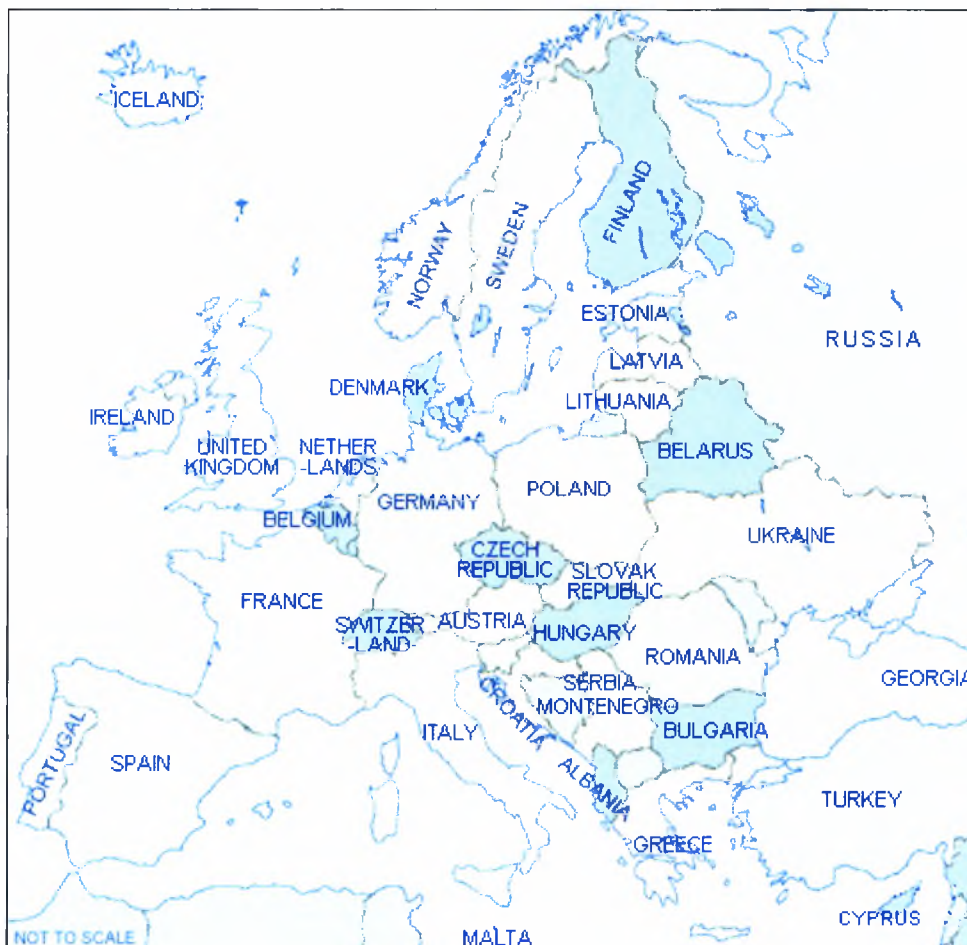 ICELAND
FINLAND
NORWAY
SWEDEN
ESTONIA
RUSSIA
LATVIA
DENMARK
LITHUANIA
IRELAND
UNITED
KINGDOM
NETHER
-LANDS
BELARUS
GERMANY
POLAND
BELGIUM
UKRAINE
CZECH
REPUBLIC
SLOVAK
REPUBLIC
FRANCE
SWITZER
-LAND-
AUSTRIA
HUNGARY
ROMANIA
GEORGIA
SERBIA
MONTENEGRO
CROATIA
BULGARIA
ITALY
PORTUGAL
SPAIN
ALBANIA
TURKEY
GREECE
CYPRUS
NOT TO SCALE
MALTA